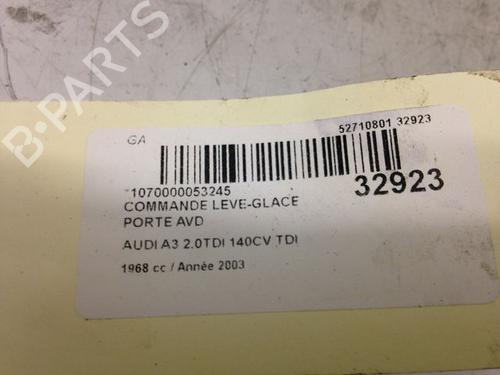 B-PARTS
GA
52710801 32923
*1070000053245
32923
COMMANDE LEVE-GLACE
PORTE AVD
AUDI A3 2.0TDI 140CV TDI
1968 cc / Année 2003